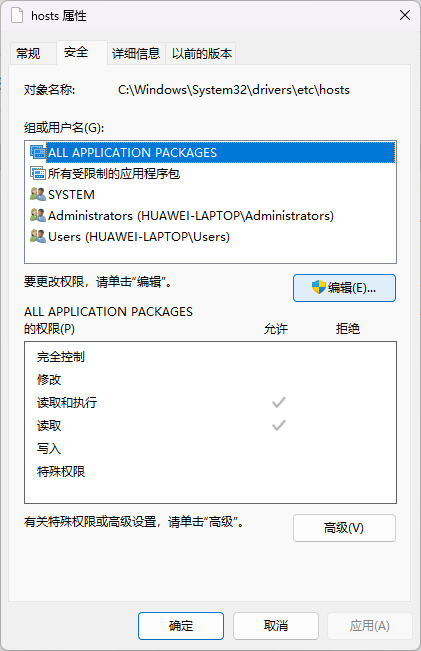 hosts 属性
常规 安全 详细信息 以前的版本
对象名称: C:\Windows\System32\drivers\etc\hosts
组或用户名(G):
ALL APPLICATION PACKAGES
所有受限制的应用程序包
SYSTEM
Administrators (HUAWEI-LAPTOP\Administrators)
Users (HUAWEI-LAPTOP\Users)
要更改权限，请单击“编辑”。
编辑(E)...
ALL APPLICATION PACKAGES
的权限(P) 允许 拒绝
完全控制
修改
读取和执行
读取
写入
特殊权限
有关特殊权限或高级设置，请单击“高级”。
高级(V)
确定 取消 应用(A)